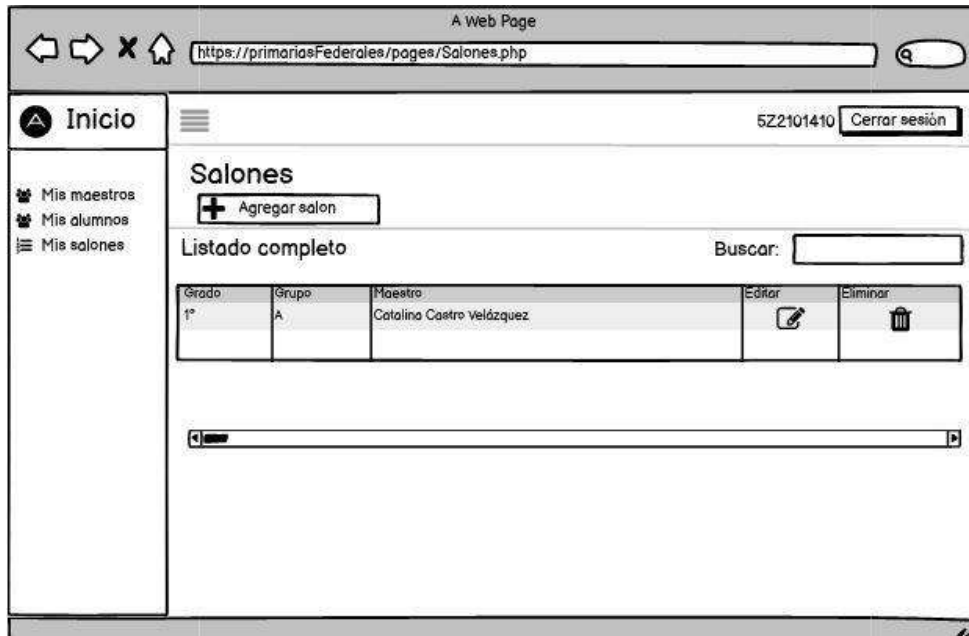 A Web Page
https://primariasFederales/pages/Salones.php
A Inicio
5Z2101410 Cerrar sesión
Mis maestros
Mis alumnos
Mis salones
Salones
Agregar salon
Listado completo
Buscar:
Grado Grupo Maestro Editar Eliminar
1° A Catalina Castro Velázquez